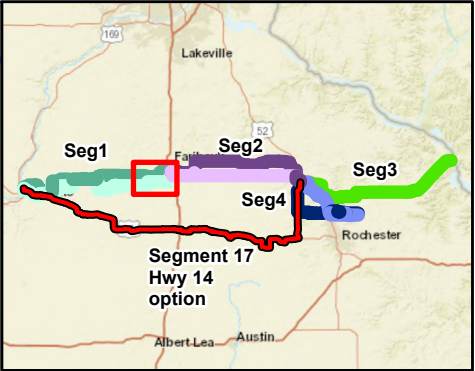 169
Lakeville
52
Seg1
Seg2
Seg3
Seg4
Rochester
Segment 17
Hwy 14
option
Albert Lea
Austin